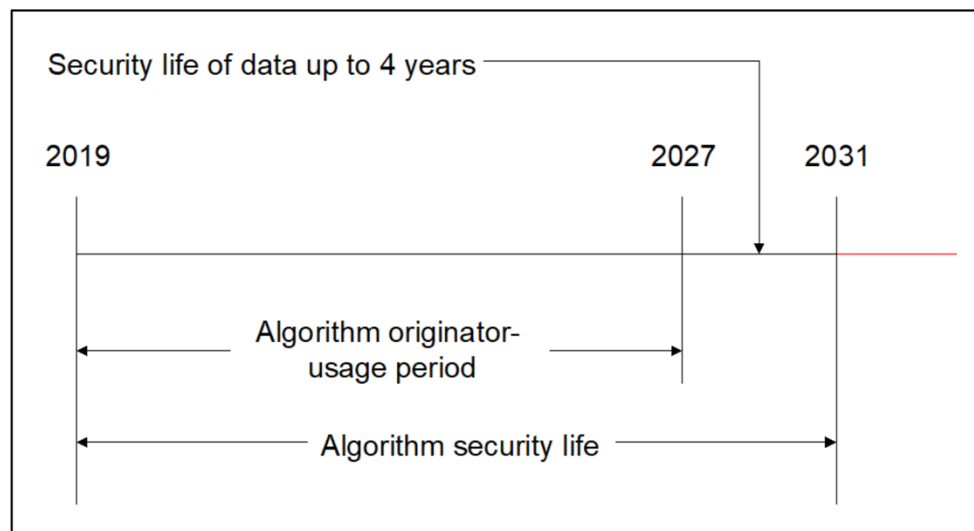 Security life of data up to 4 years
2019
2027
2031
Algorithm originator-
usage period
Algorithm security life